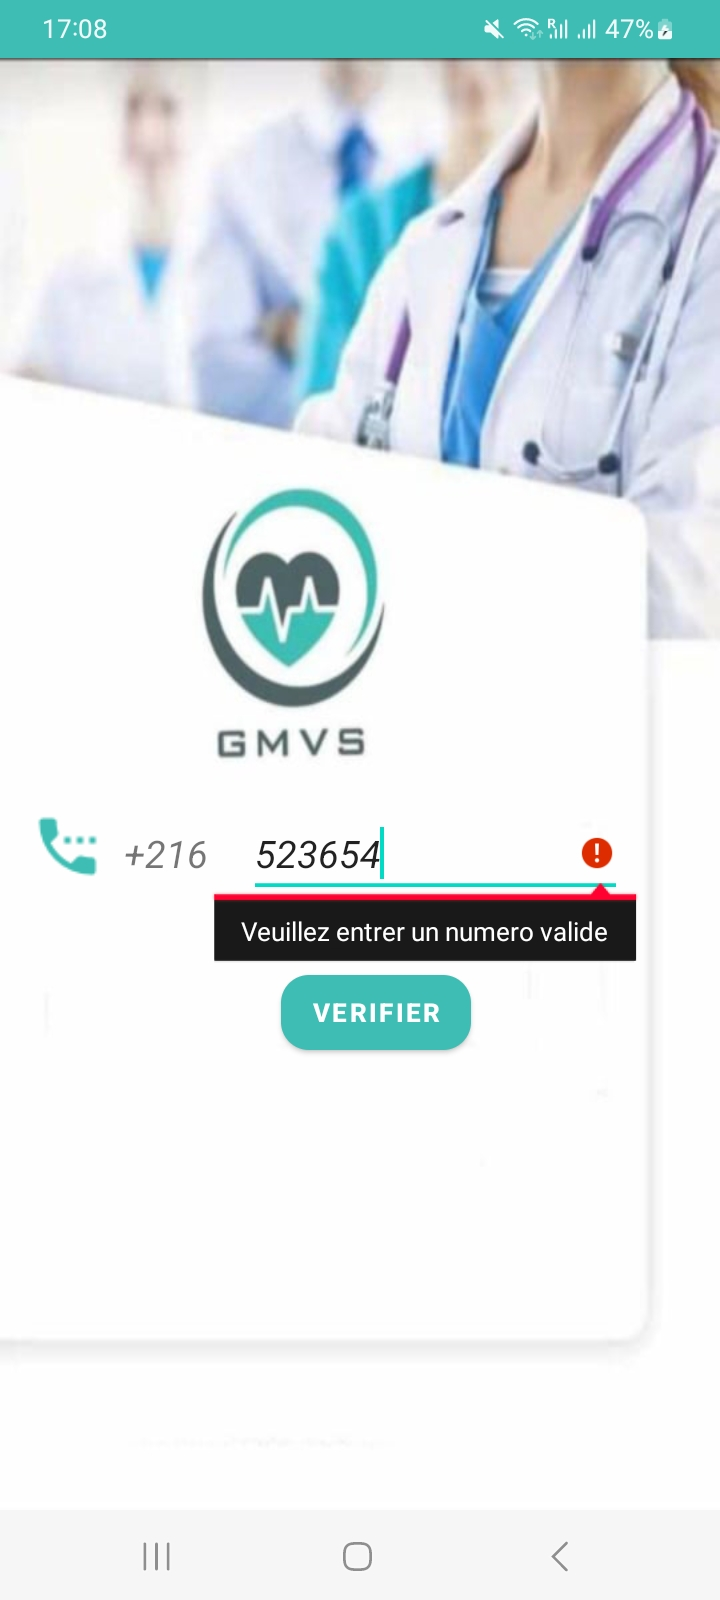 17:08 R 47%
GMVS
+216 523654
Veuillez entrer un numero valide
VERIFIER